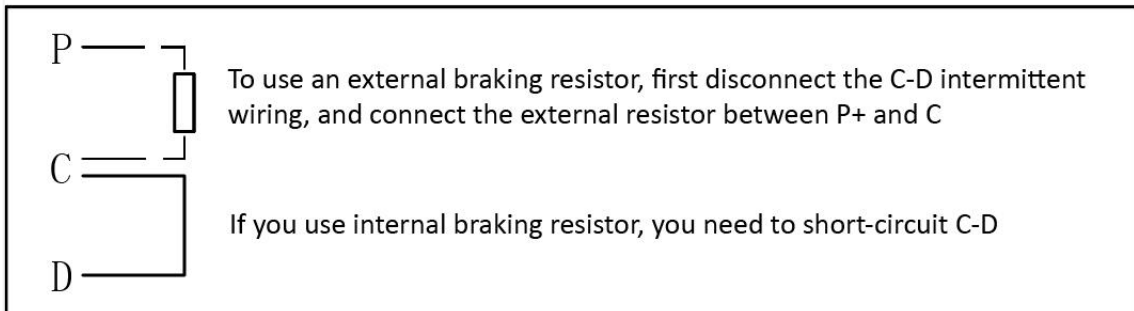 P
To use an external braking resistor, first disconnect the C-D intermittent
wiring, and connect the external resistor between P+ and C
C
If you use internal braking resistor, you need to short-circuit C-D
D